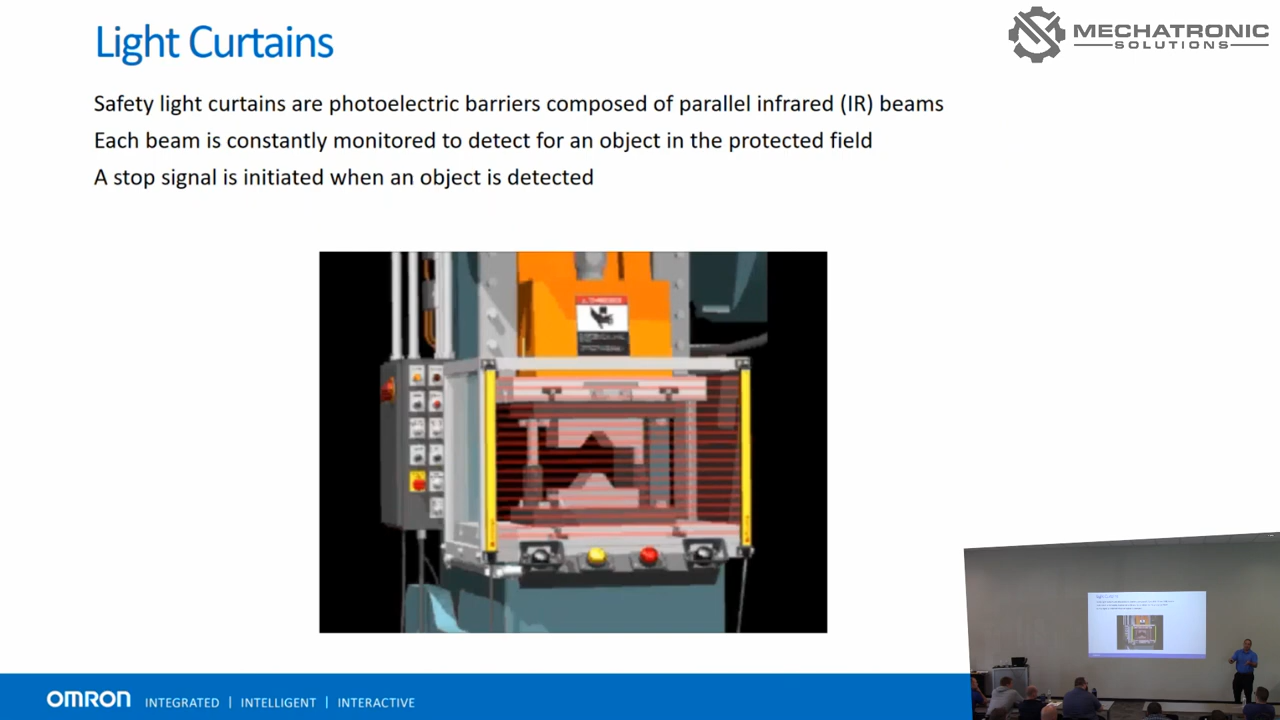 Light Curtains
MECHATRONIC
SOLUTIONS
Safety light curtains are photoelectric barriers composed of parallel infrared (IR) beams
Each beam is constantly monitored to detect for an object in the protected field
A stop signal is initiated when an object is detected
OMRON INTEGRATED | INTELLIGENT | INTERACTIVE